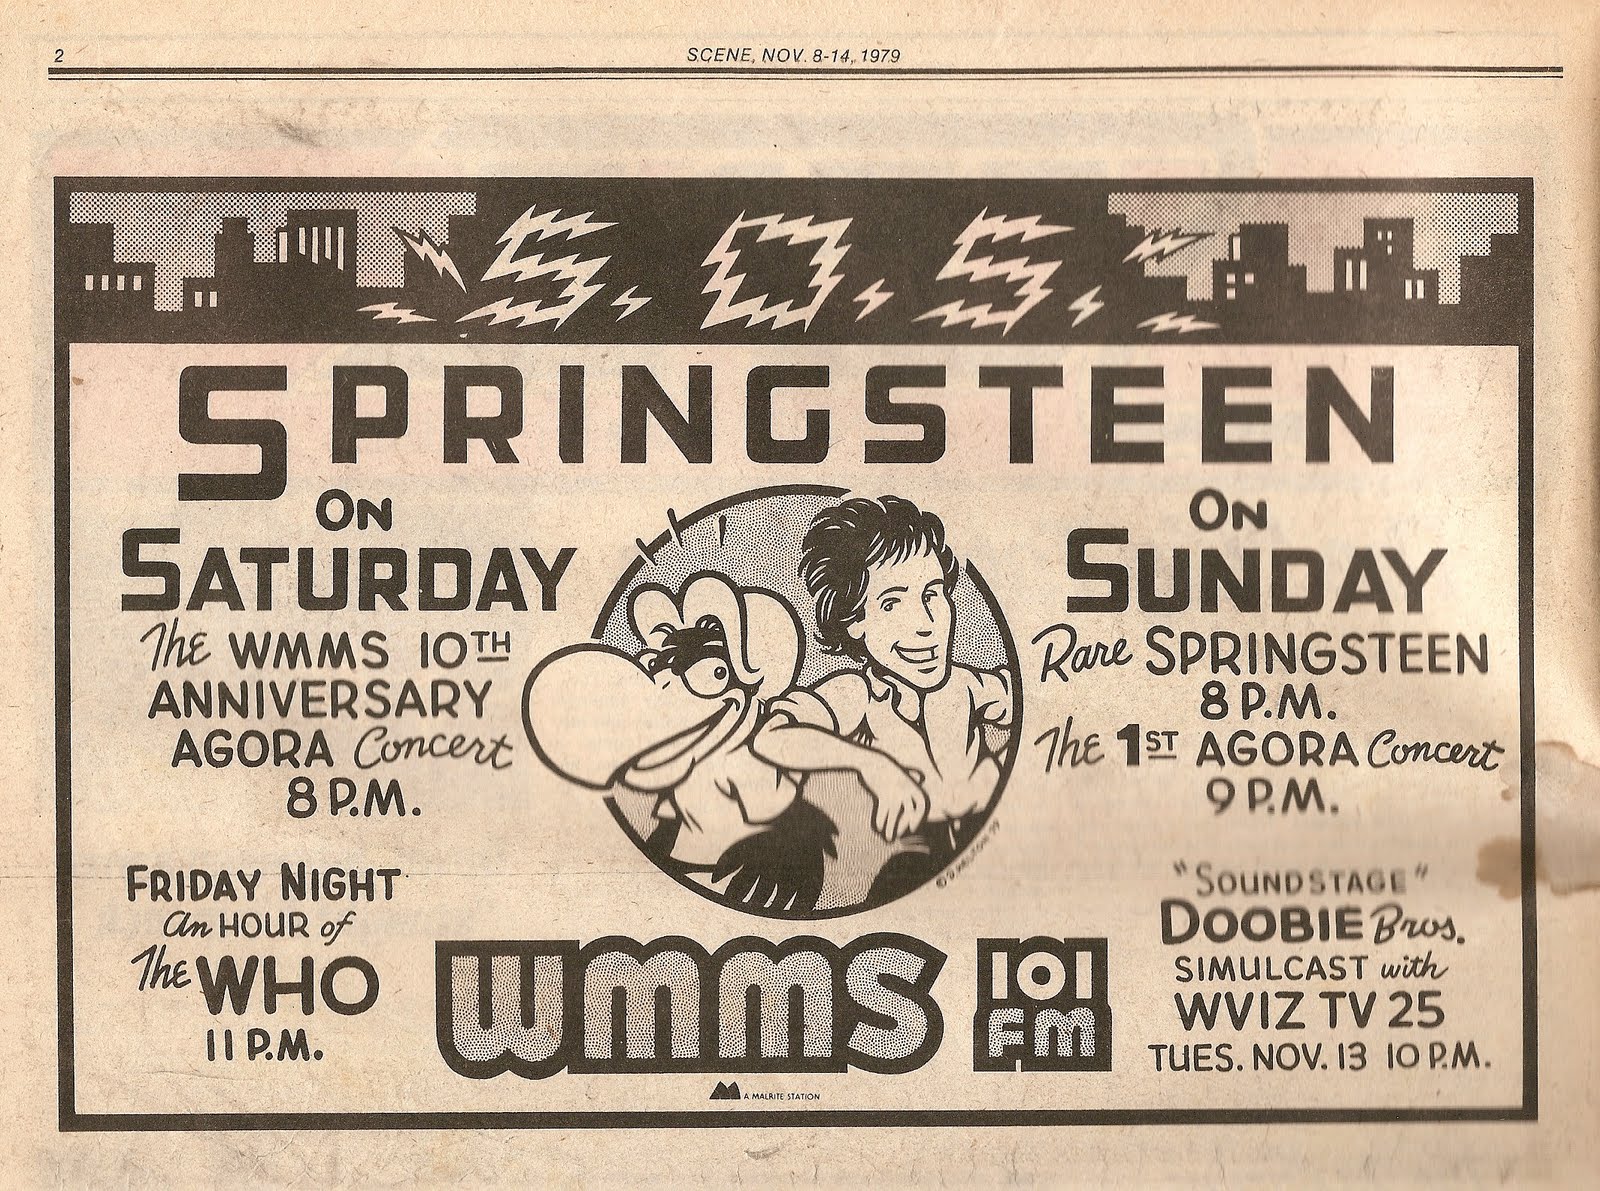 2
SCENE, NOV. 8-14, 1979
S.O.S.
SPRINGSTEEN
ON
SATURDAY
The WMMS 10TH
ANNIVERSARY
AGORA Concert
8 P.M.
ON
SUNDAY
Rare SPRINGSTEEN
8 P.M.
The 1ST AGORA Concert
9 P.M.
© D. HELTON 79
FRIDAY NIGHT
An HOUR of
The WHO
11 P.M.
WMMS
101
FM
M A MALRITE STATION
"SOUNDSTAGE"
DOOBIE Bros.
SIMULCAST with
WVIZ TV 25
TUES. NOV. 13 10 P.M.